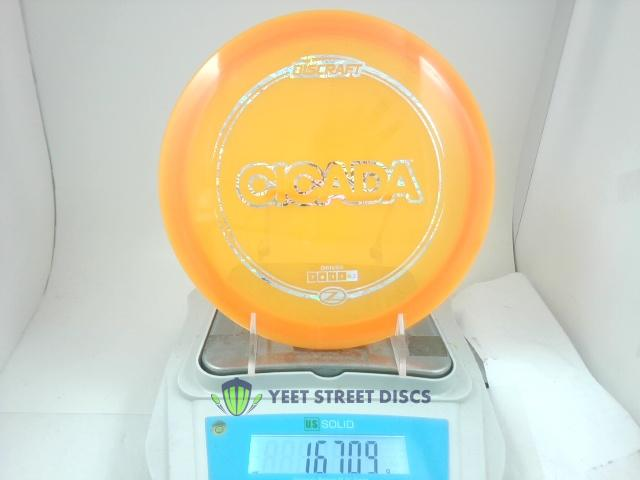 DISCRAFT
CICADA
DRIVER
Z
YEET STREET DISCS
US SOLID
167.09